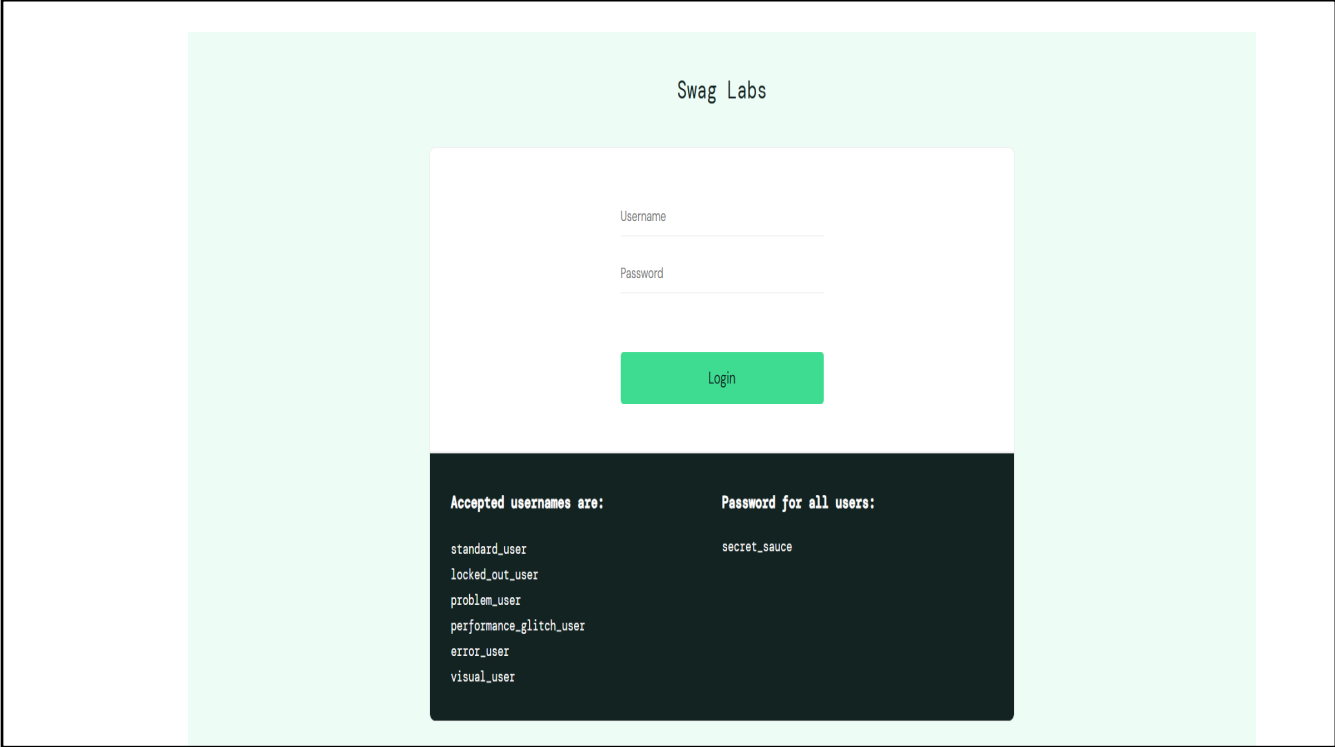 Swag Labs
Username
Password
Login
Accepted usernames are:
standard_user
locked_out_user
problem_user
performance_glitch_user
error_user
visual_user
Password for all users:
secret_sauce